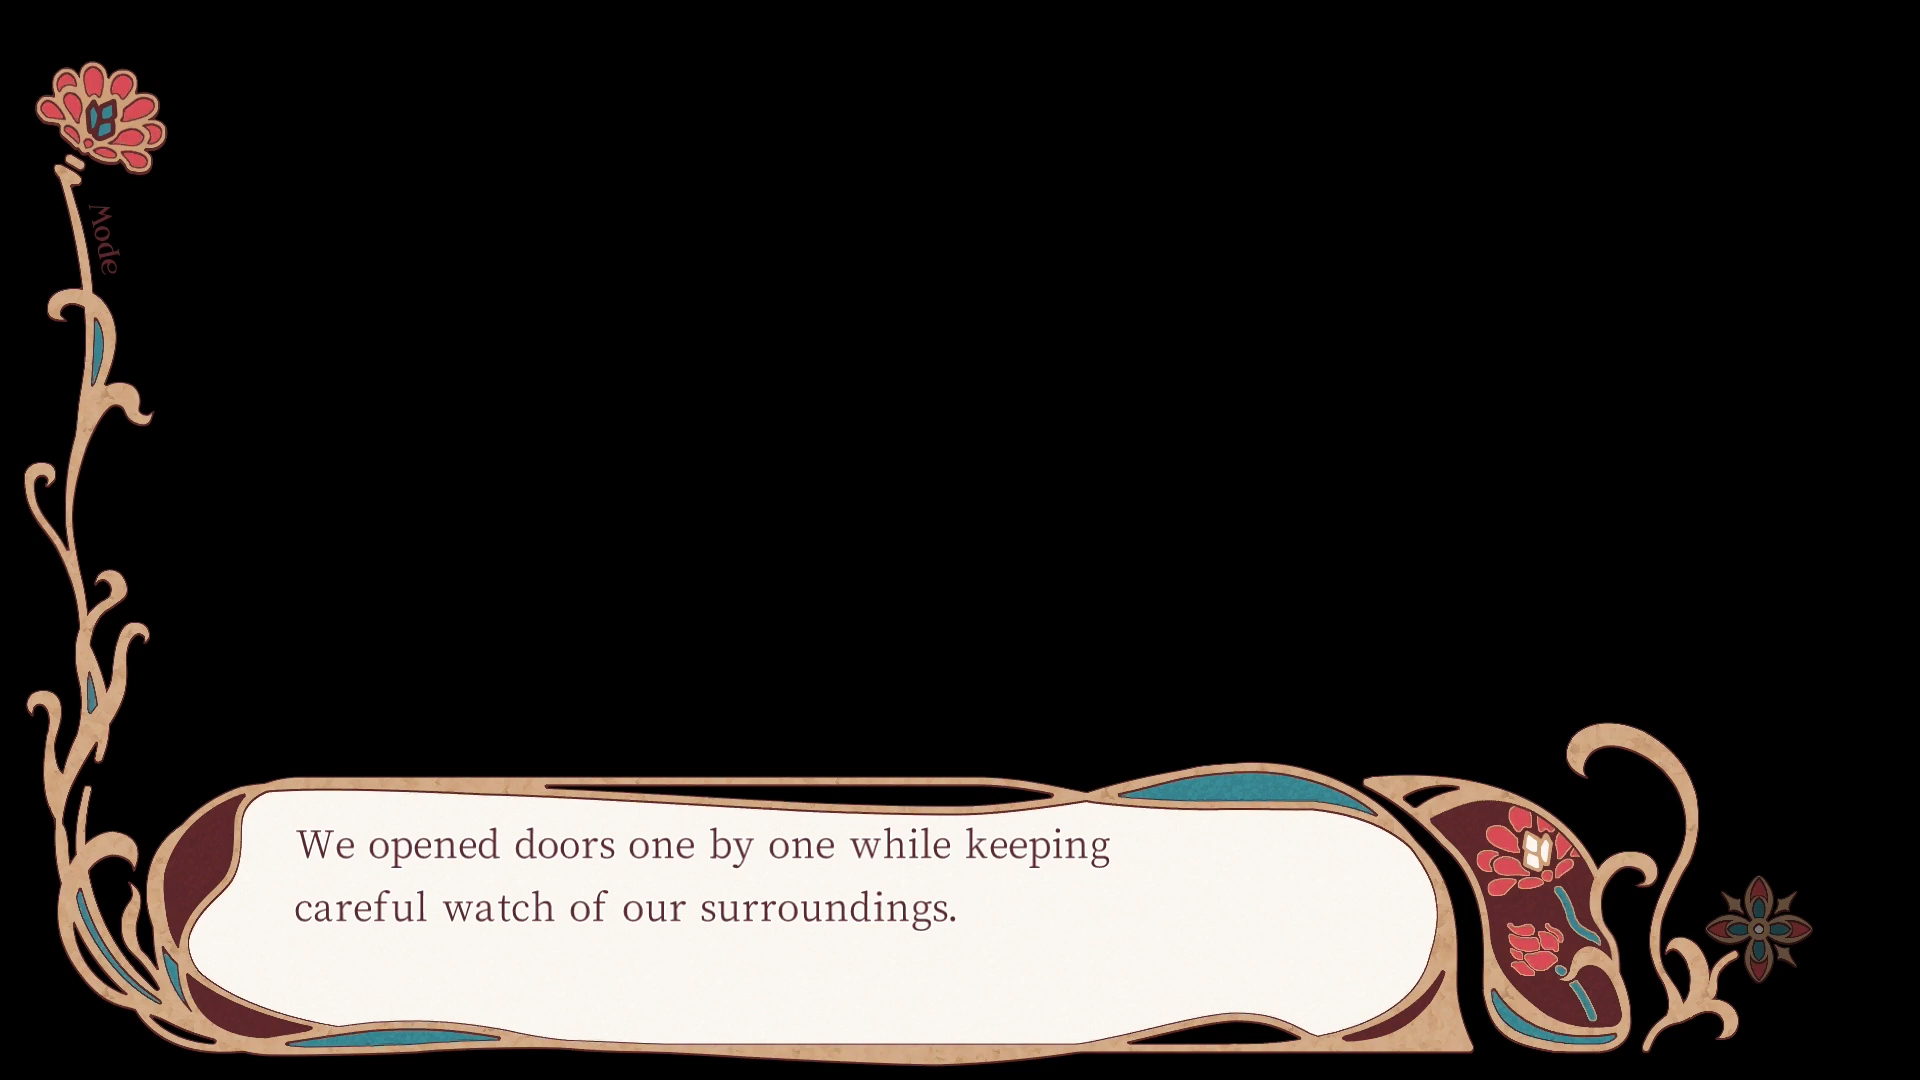 Mode
We opened doors one by one while keeping
careful watch of our surroundings.